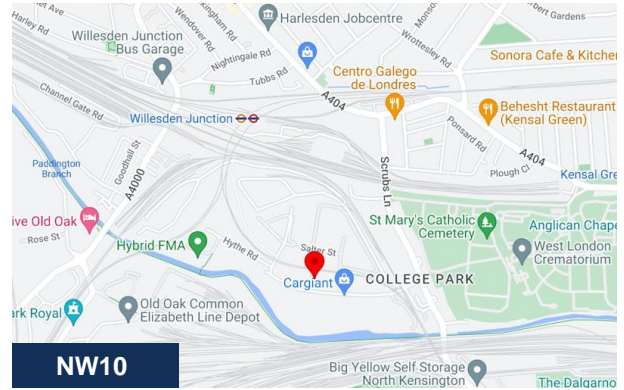 Harley Rd
Wendover Rd
Nightingale Rd
Tubbs Rd
Harlesden Jobcentre
Willesden Junction
Bus Garage
Wrottesley Rd
Gardens
Sonora Cafe & Kitchen
Centro Galego
de Londres
A404
Behesht Restaurant
(Kensal Green)
Channel Gate Rd
Willesden Junction
Ponsard Rd
A404
Plough Cl
Kensal Gre
Goodhall St
A4000
Scrubs Ln
Paddington
Branch
ive Old Oak
Rose St
Hybrid FMA
Hythe Rd
Salter St
St Mary's Catholic
Cemetery
Anglican Chape
West London
Crematorium
Cargiant
COLLEGE PARK
ark Royal
Old Oak Common
Elizabeth Line Depot
NW10
Big Yellow Self Storage
North Kensington
The Dalgarno